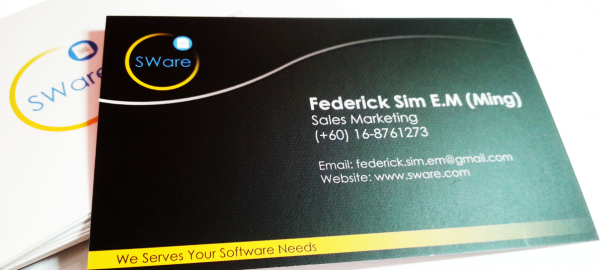 SWare
SWare
Federick Sim E.M (Ming)
Sales Marketing
(+60) 16-8761273
Email: federick.sim.em@gmail.com
Website: www.sware.com
We Serves Your Software Needs